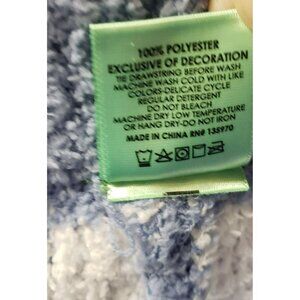 100% POLYESTER
EXCLUSIVE OF DECORATION
TIE DRAWSTRING BEFORE WASH
MACHINE WASH COLD WITH LIKE
COLORS-DELICATE CYCLE
REGULAR DETERGENT
DO NOT BLEACH
MACHINE DRY LOW TEMPERATURE
OR HANG DRY-DO NOT IRON
MADE IN CHINA RN# 135970